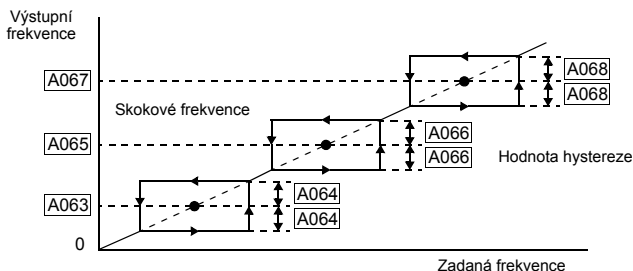 Výstupní
frekvence
A067
A068
A068
Skokové frekvence
A065
A066
A066
Hodnota hystereze
A063
A064
A064
0
Zadaná frekvence